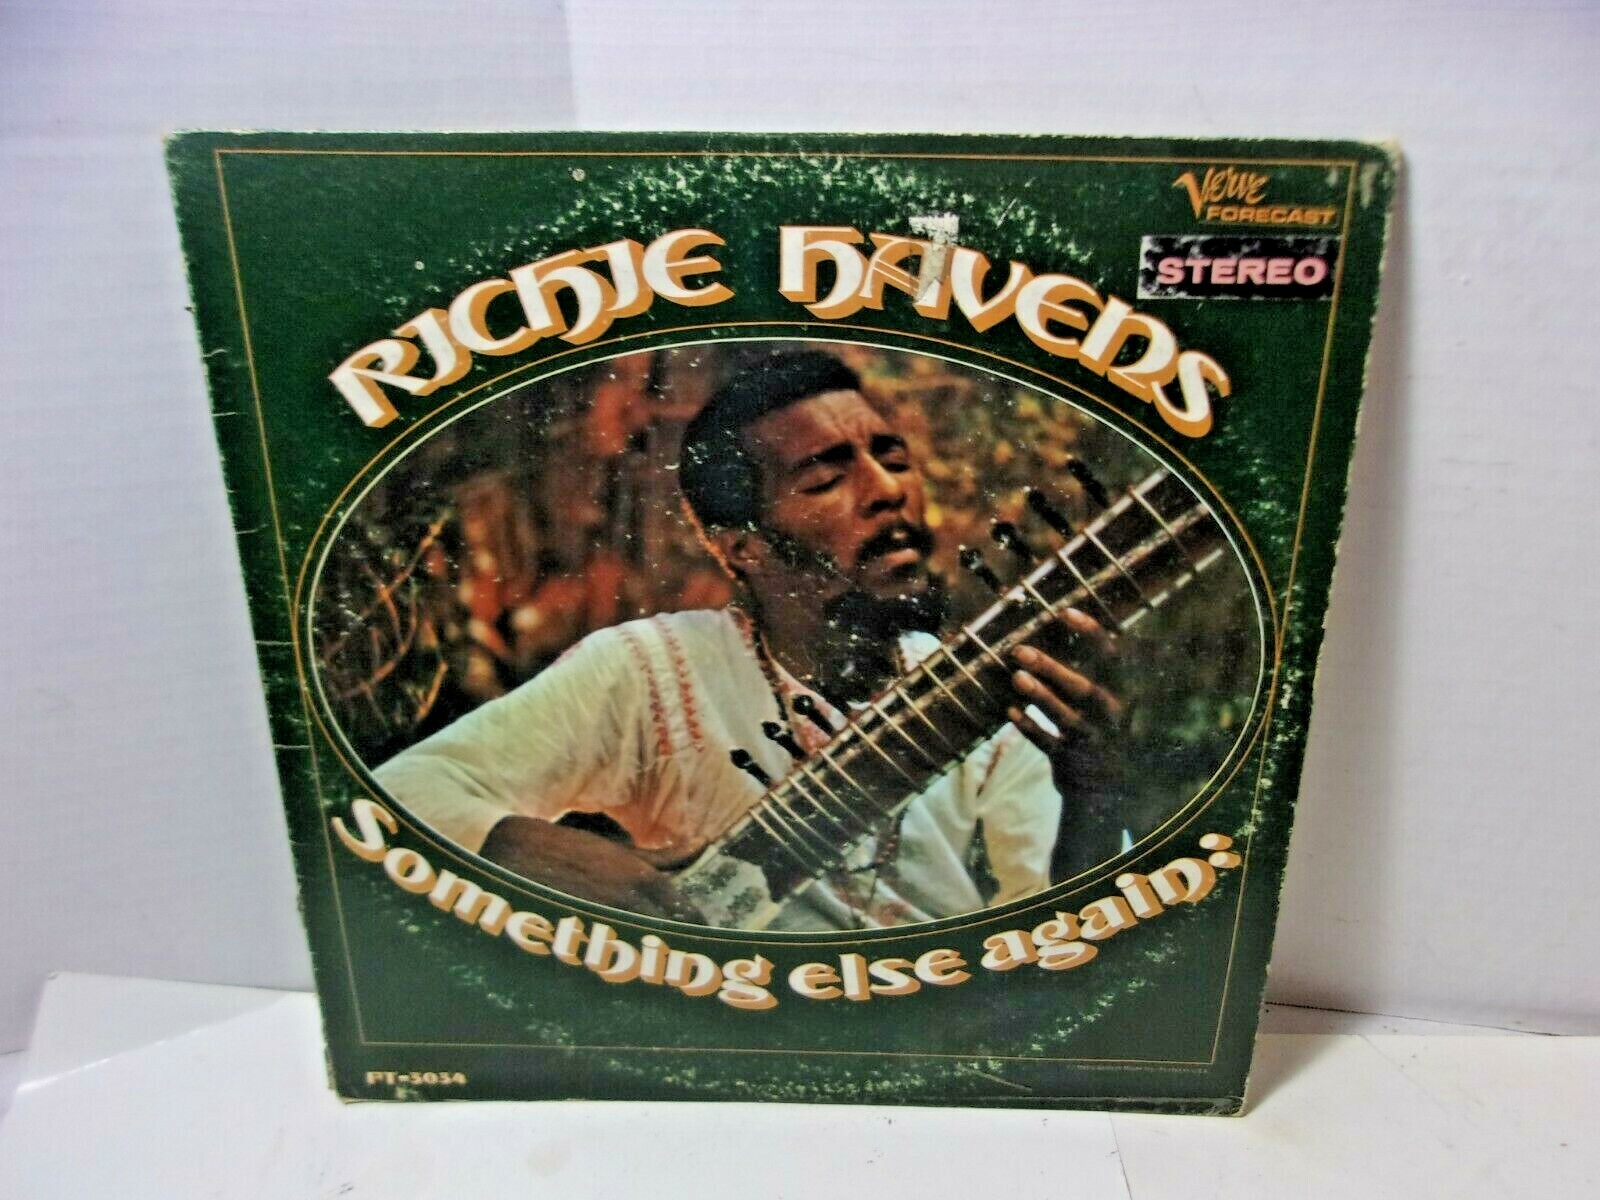 Verve
FORECAST
STEREO
RICHIE HAVENS
Something else again:
FT-3034